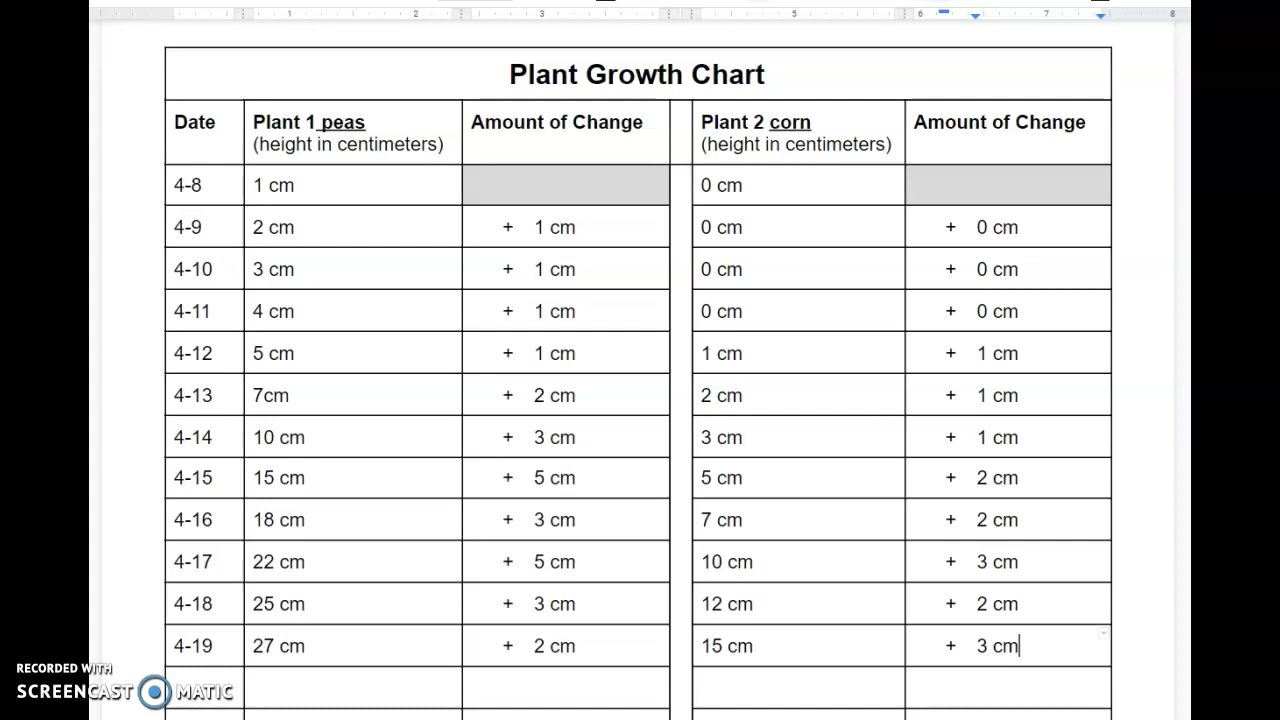 1 2 3 5 6 7 8
Plant Growth Chart
Date Plant 1 peas (height in centimeters) Amount of Change Plant 2 corn (height in centimeters) Amount of Change
4-8 1 cm 0 cm
4-9 2 cm + 1 cm 0 cm + 0 cm
4-10 3 cm + 1 cm 0 cm + 0 cm
4-11 4 cm + 1 cm 0 cm + 0 cm
4-12 5 cm + 1 cm 1 cm + 1 cm
4-13 7cm + 2 cm 2 cm + 1 cm
4-14 10 cm + 3 cm 3 cm + 1 cm
4-15 15 cm + 5 cm 5 cm + 2 cm
4-16 18 cm + 3 cm 7 cm + 2 cm
4-17 22 cm + 5 cm 10 cm + 3 cm
4-18 25 cm + 3 cm 12 cm + 2 cm
4-19 27 cm + 2 cm 15 cm + 3 cm
RECORDED WITH
SCREENCAST MATIC